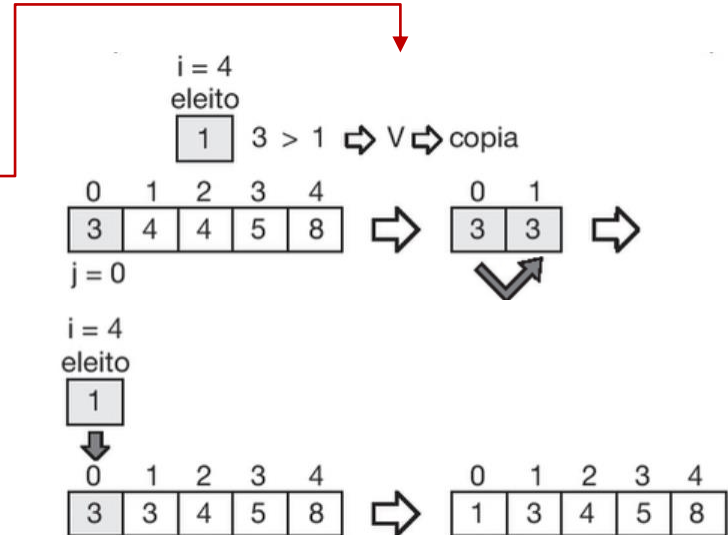 i = 4
eleito
1 3 > 1 ⇨ V ⇨ copia
0 1 2 3 4
3 4 4 5 8
0 1
3 3
j = 0
i = 4
eleito
1
0 1 2 3 4
3 3 4 5 8
0 1 2 3 4
1 3 4 5 8